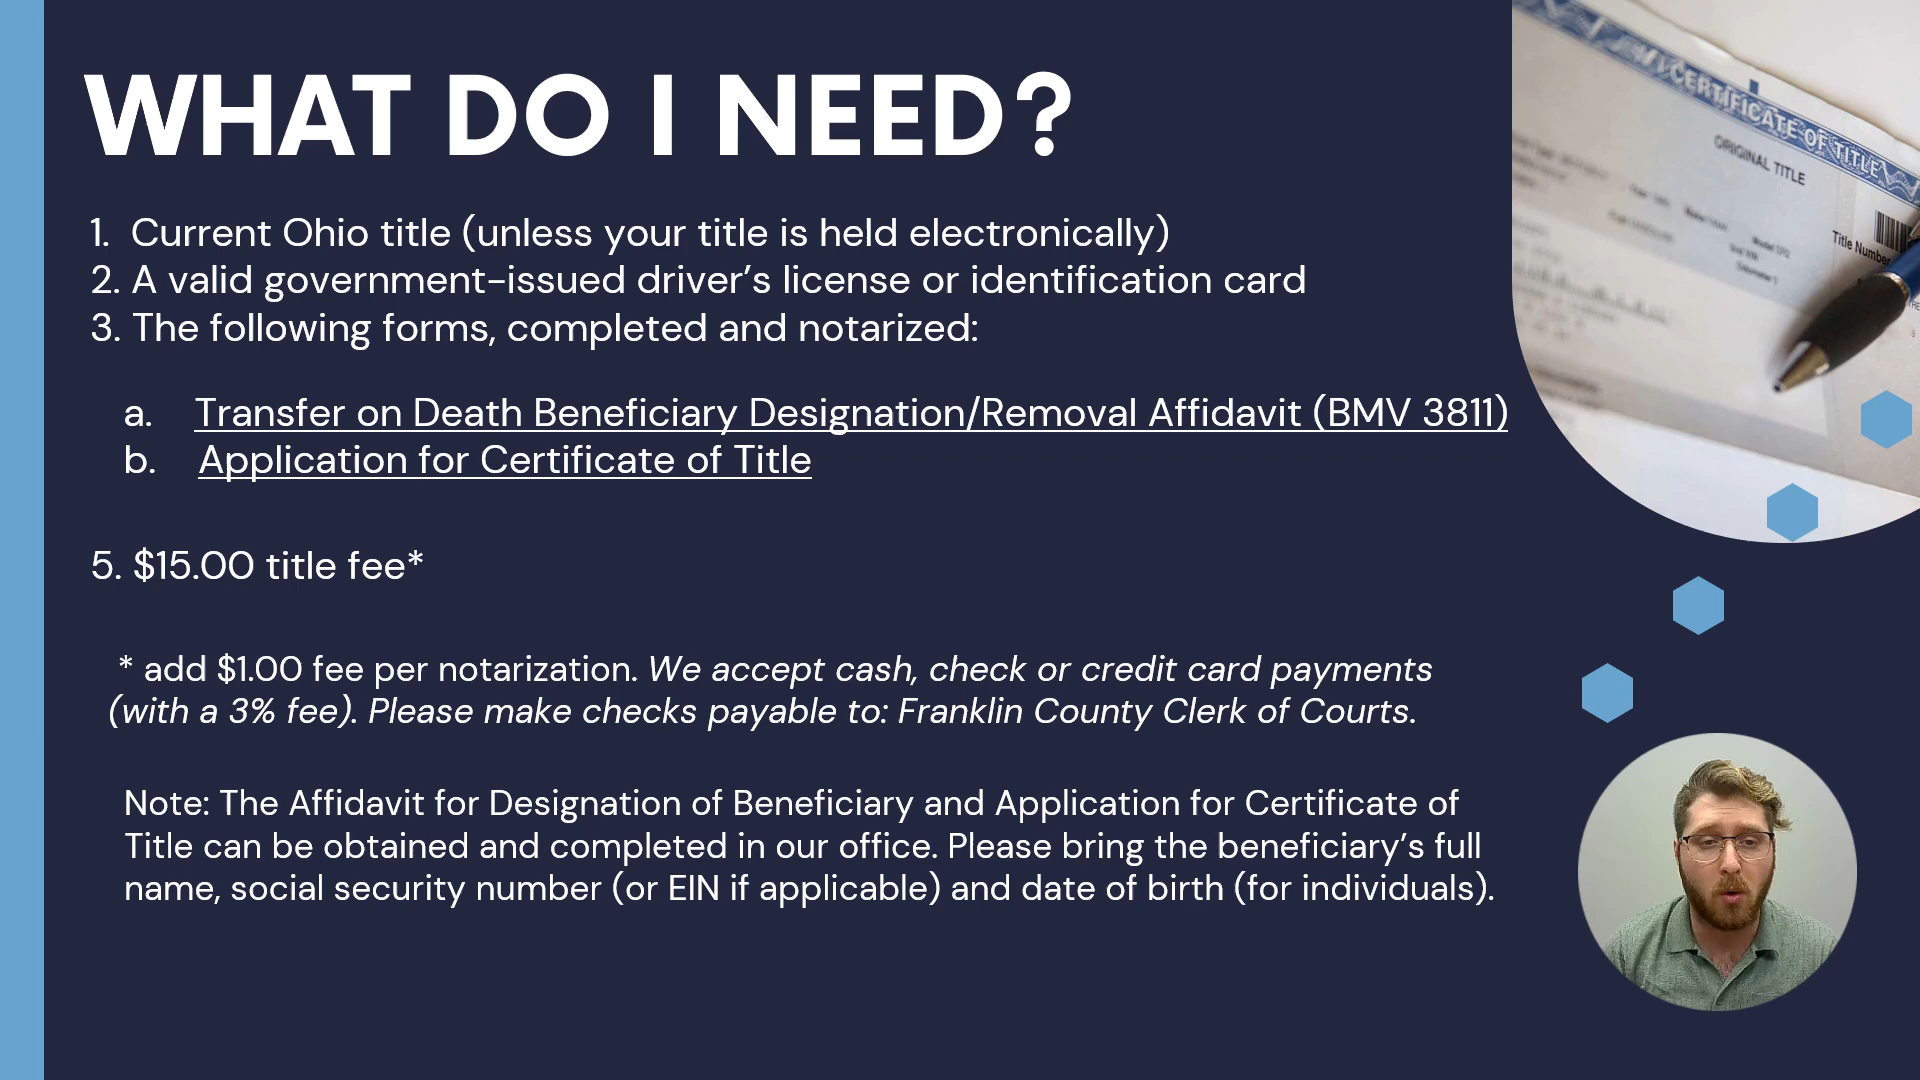 WHAT DO I NEED?
1. Current Ohio title (unless your title is held electronically)
2. A valid government-issued driver’s license or identification card
3. The following forms, completed and notarized:
a. Transfer on Death Beneficiary Designation/Removal Affidavit (BMV 3811)
b. Application for Certificate of Title
5. $15.00 title fee*
* add $1.00 fee per notarization. We accept cash, check or credit card payments
(with a 3% fee). Please make checks payable to: Franklin County Clerk of Courts.
Note: The Affidavit for Designation of Beneficiary and Application for Certificate of
Title can be obtained and completed in our office. Please bring the beneficiary’s full
name, social security number (or EIN if applicable) and date of birth (for individuals).
CERTIFICATE OF TITLE
ORIGINAL TITLE
Title Number